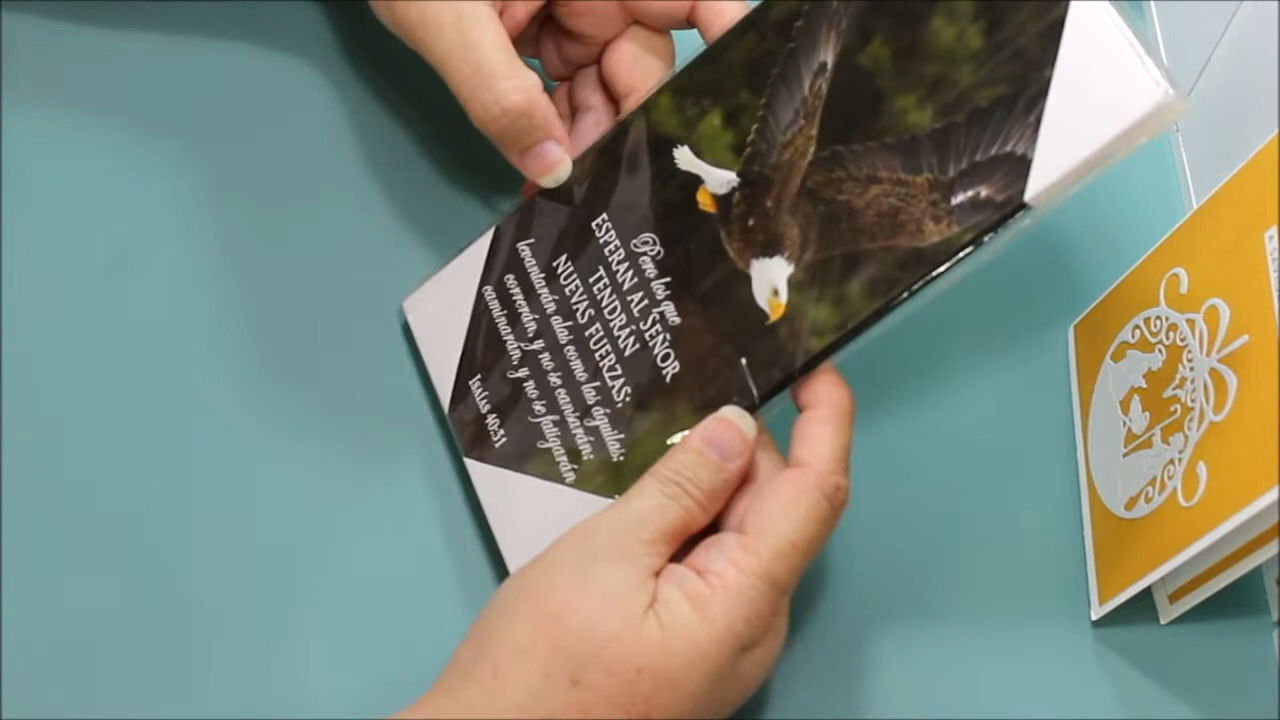 Pero los que
ESPERAN AL SEÑOR
TENDRÁN
NUEVAS FUERZAS;
levantarán alas como las águilas;
correrán, y no se cansarán;
caminarán, y no se fatigarán
ISAÍAS 40:31